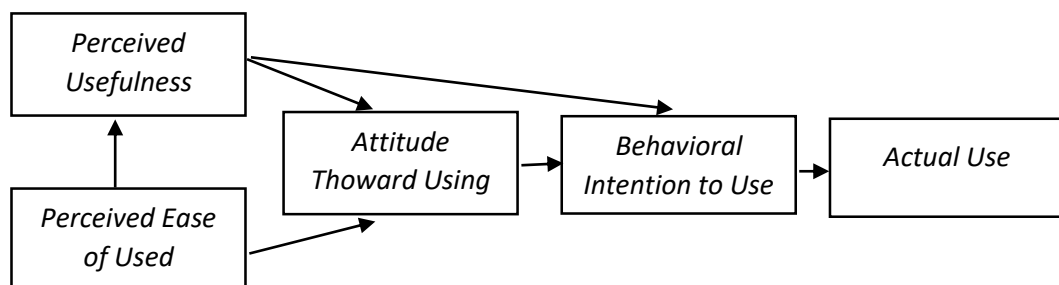 Perceived
Usefulness
Perceived Ease
of Used
Attitude
Thoward Using
Behavioral
Intention to Use
Actual Use